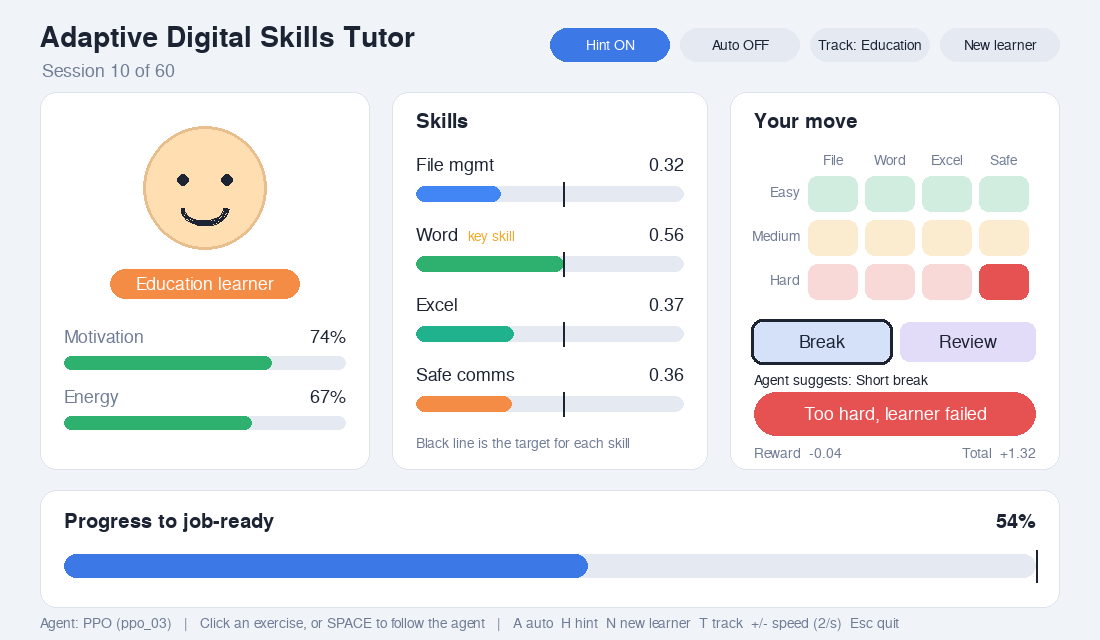 Adaptive Digital Skills Tutor
Session 10 of 60
Hint ON
Auto OFF
Track: Education
New learner
Education learner
Motivation 74%
Energy 67%
Skills
File mgmt 0.32
Word key skill 0.56
Excel 0.37
Safe comms 0.36
Black line is the target for each skill
Your move
File Word Excel Safe
Easy
Medium
Hard
Break Review
Agent suggests: Short break
Too hard, learner failed
Reward -0.04 Total +1.32
Progress to job-ready 54%
Agent: PPO (ppo_03) | Click an exercise, or SPACE to follow the agent | A auto H hint N new learner T track +/- speed (2/s) Esc quit